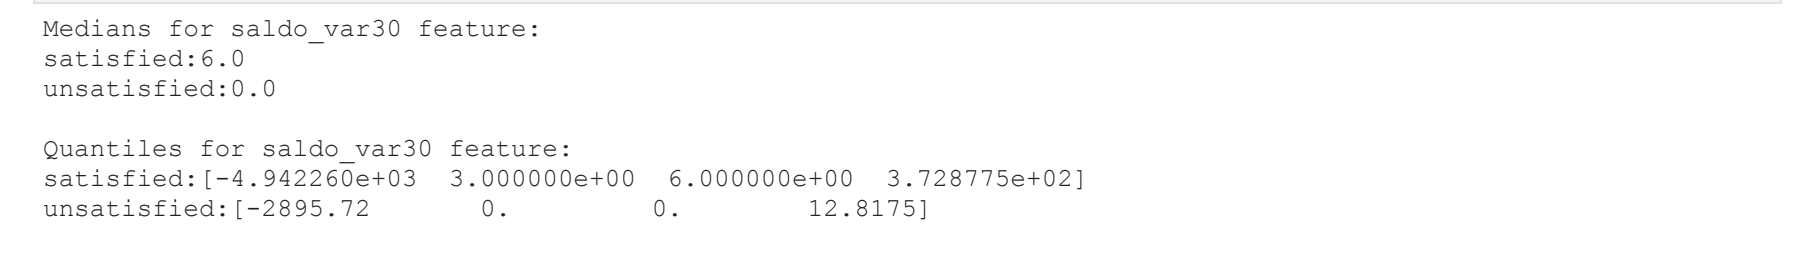 Medians for saldo_var30 feature:
satisfied:6.0
unsatisfied:0.0
Quantiles for saldo_var30 feature:
satisfied:[-4.942260e+03  3.000000e+00  6.000000e+00  3.728775e+02]
unsatisfied:[-2895.72       0.         0.        12.8175]